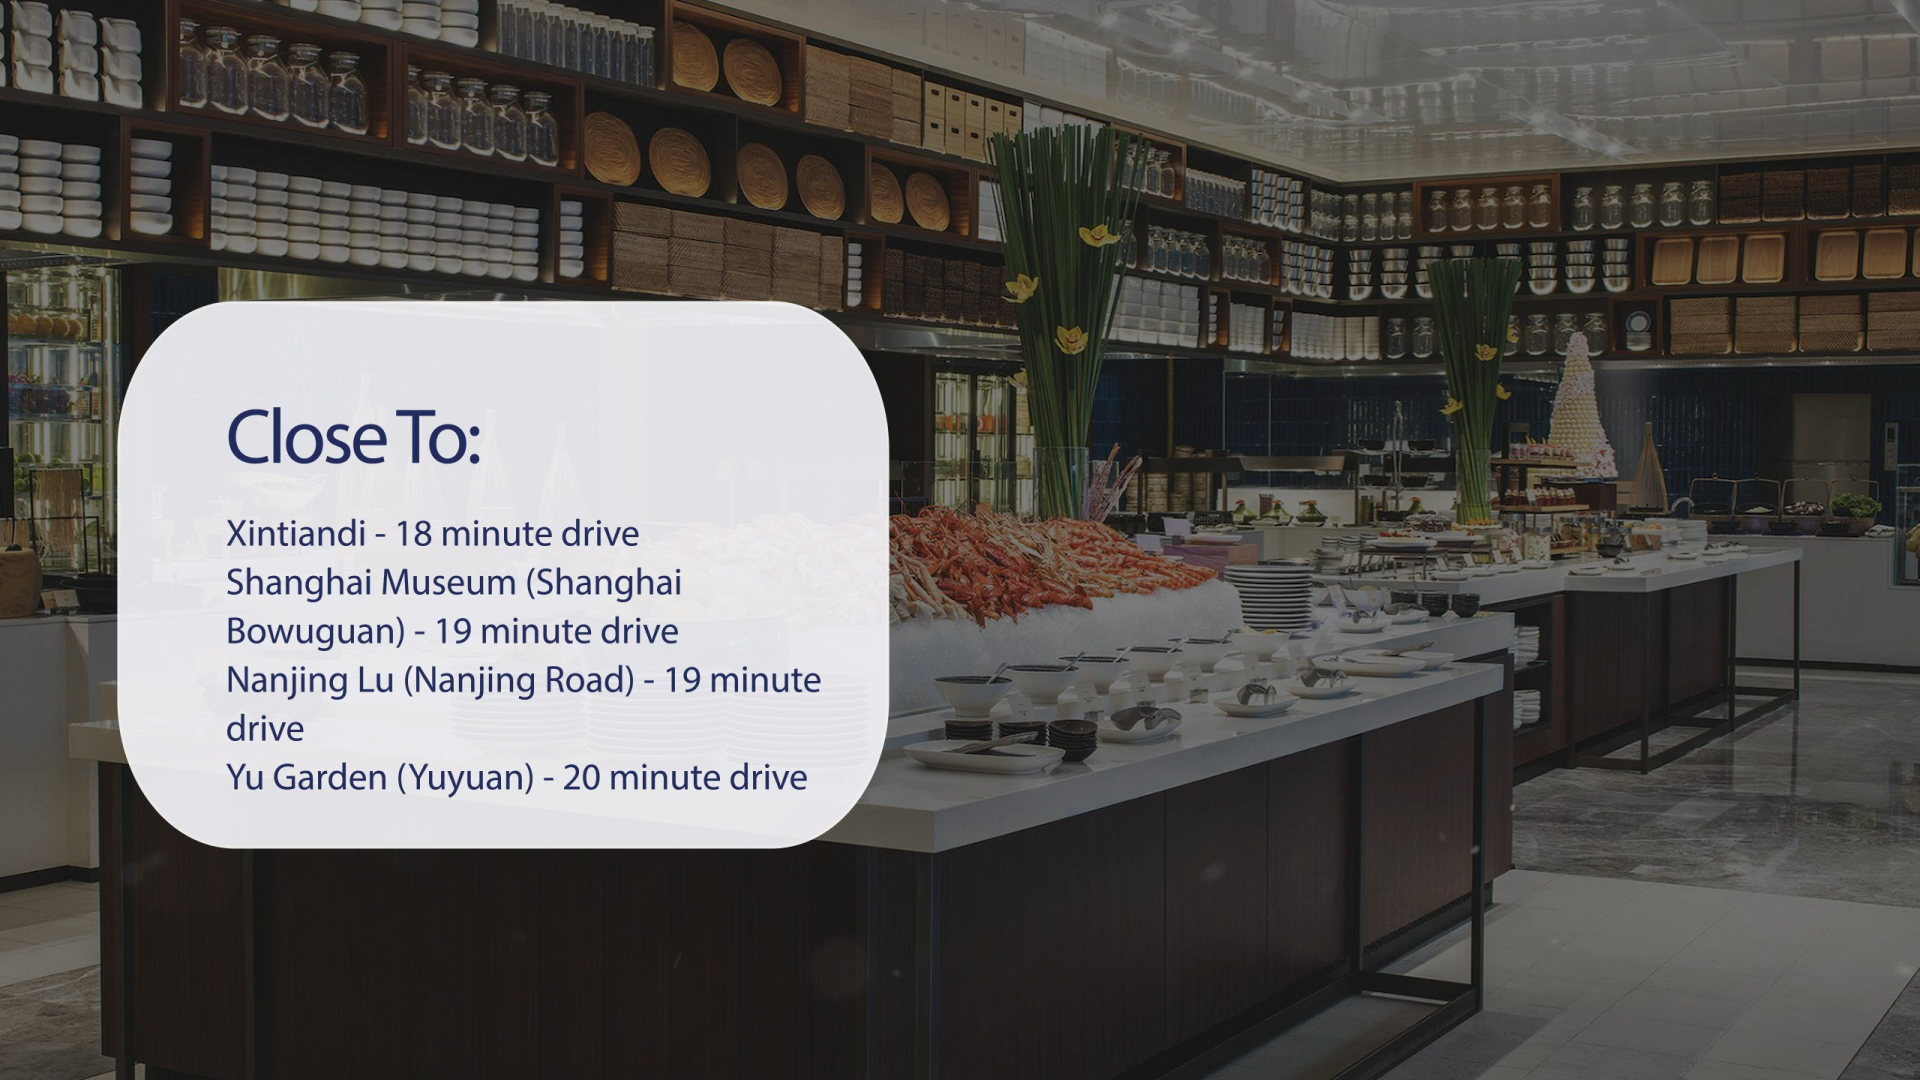 Close To:
Xintiandi - 18 minute drive
Shanghai Museum (Shanghai
Bowuguan) - 19 minute drive
Nanjing Lu (Nanjing Road) - 19 minute
drive
Yu Garden (Yuyuan) - 20 minute drive